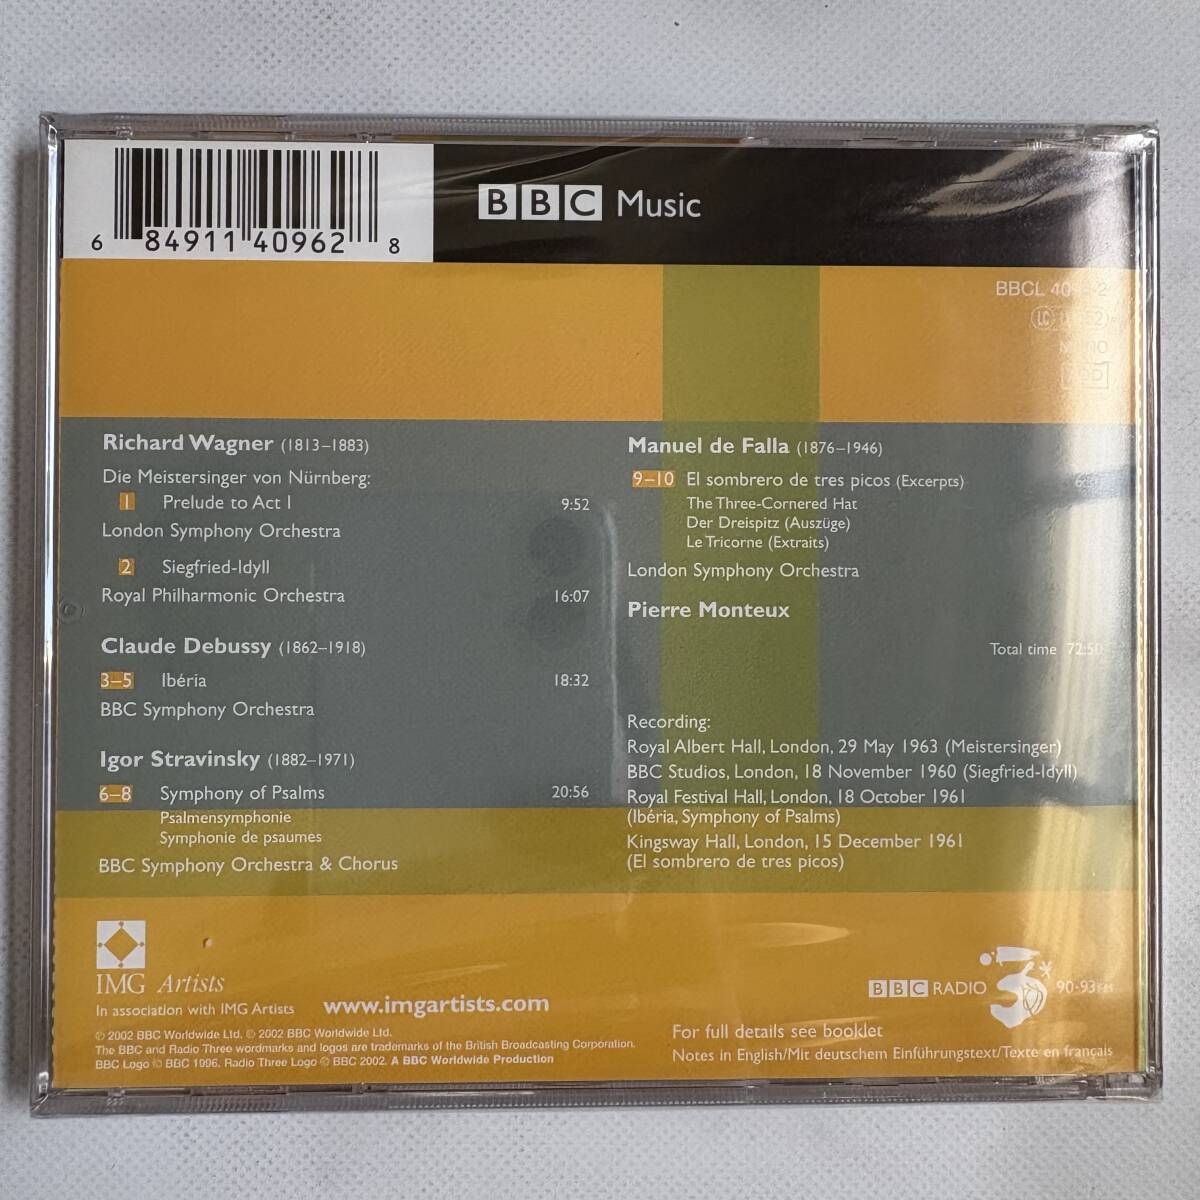 6 84911 40962 8
BBC Music
BBCL
LC
Richard Wagner (1813–1883)
Die Meistersinger von Nürnberg:
1 Prelude to Act I 9:52
London Symphony Orchestra
2 Siegfried-Idyll
Royal Philharmonic Orchestra 16:07
Claude Debussy (1862–1918)
3–5 Ibéria 18:32
BBC Symphony Orchestra
Igor Stravinsky (1882–1971)
6–8 Symphony of Psalms 20:56
Psalmensymphonie
Symphonie de psaumes
BBC Symphony Orchestra & Chorus
Manuel de Falla (1876–1946)
9–10 El sombrero de tres picos (Excerpts)
The Three-Cornered Hat
Der Dreispitz (Auszüge)
Le Tricorne (Extraits)
London Symphony Orchestra
Pierre Monteux
Total time 72:50
Recording:
Royal Albert Hall, London, 29 May 1963 (Meistersinger)
BBC Studios, London, 18 November 1960 (Siegfried-Idyll)
Royal Festival Hall, London, 18 October 1961
(Ibéria, Symphony of Psalms)
Kingsway Hall, London, 15 December 1961
(El sombrero de tres picos)
IMG Artists
In association with IMG Artists
www.imgartists.com
BBC RADIO 3 90-93FM
℗ 2002 BBC Worldwide Ltd. © 2002 BBC Worldwide Ltd.
The BBC and Radio Three wordmarks and logos are trademarks of the British Broadcasting Corporation.
BBC Logo © BBC 1996. Radio Three Logo © BBC 2002. A BBC Worldwide Production
For full details see booklet
Notes in English/Mit deutschem Einführungstext/Texte en français